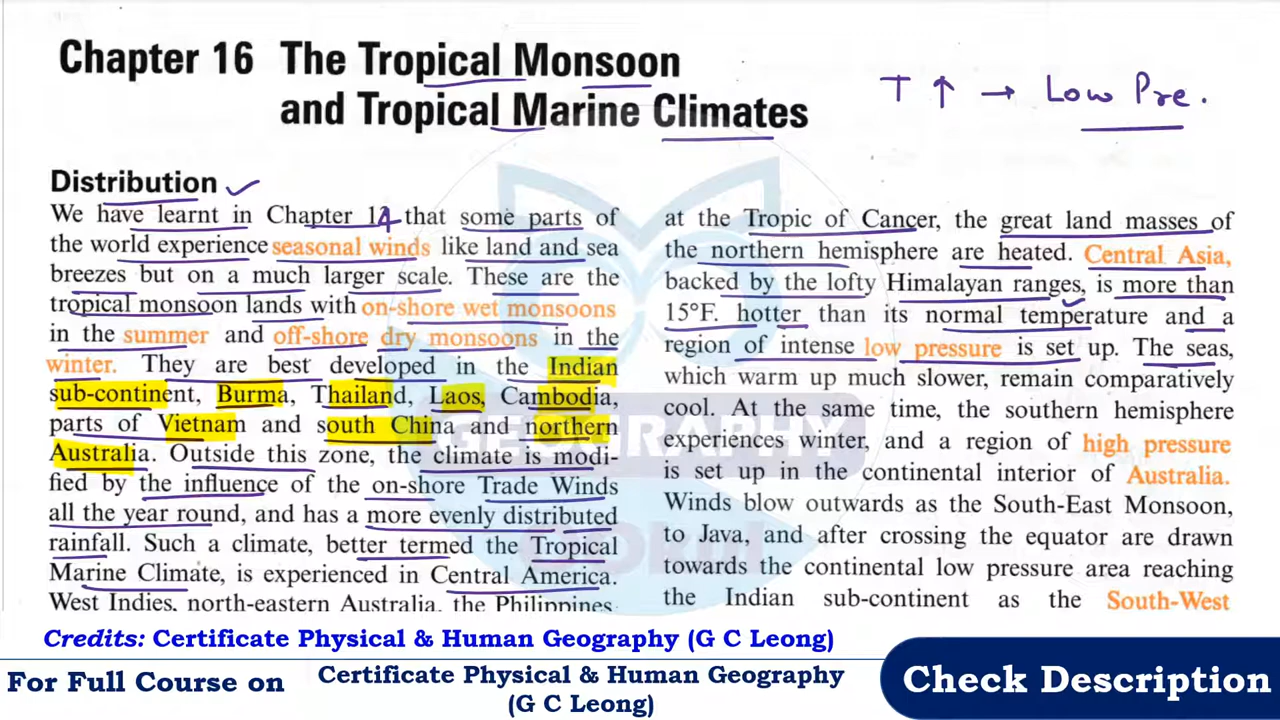 Chapter 16 The Tropical Monsoon
and Tropical Marine Climates
T ↑ → Low Pre.
Distribution
We have learnt in Chapter 14 that some parts of
the world experience seasonal winds like land and sea
breezes but on a much larger scale. These are the
tropical monsoon lands with on-shore wet monsoons
in the summer and off-shore dry monsoons in the
winter. They are best developed in the Indian
sub-continent, Burma, Thailand, Laos, Cambodia,
parts of Vietnam and south China and northern
Australia. Outside this zone, the climate is modi-
fied by the influence of the on-shore Trade Winds
all the year round, and has a more evenly distributed
rainfall. Such a climate, better termed the Tropical
Marine Climate, is experienced in Central America.
West Indies, north-eastern Australia, the Philippines,
at the Tropic of Cancer, the great land masses of
the northern hemisphere are heated. Central Asia,
backed by the lofty Himalayan ranges, is more than
15°F. hotter than its normal temperature and a
region of intense low pressure is set up. The seas,
which warm up much slower, remain comparatively
cool. At the same time, the southern hemisphere
experiences winter, and a region of high pressure
is set up in the continental interior of Australia.
Winds blow outwards as the South-East Monsoon,
to Java, and after crossing the equator are drawn
towards the continental low pressure area reaching
the Indian sub-continent as the South-West
GEOGRAPHY
Credits: Certificate Physical & Human Geography (G C Leong)
For Full Course on
Certificate Physical & Human Geography
(G C Leong)
Check Description